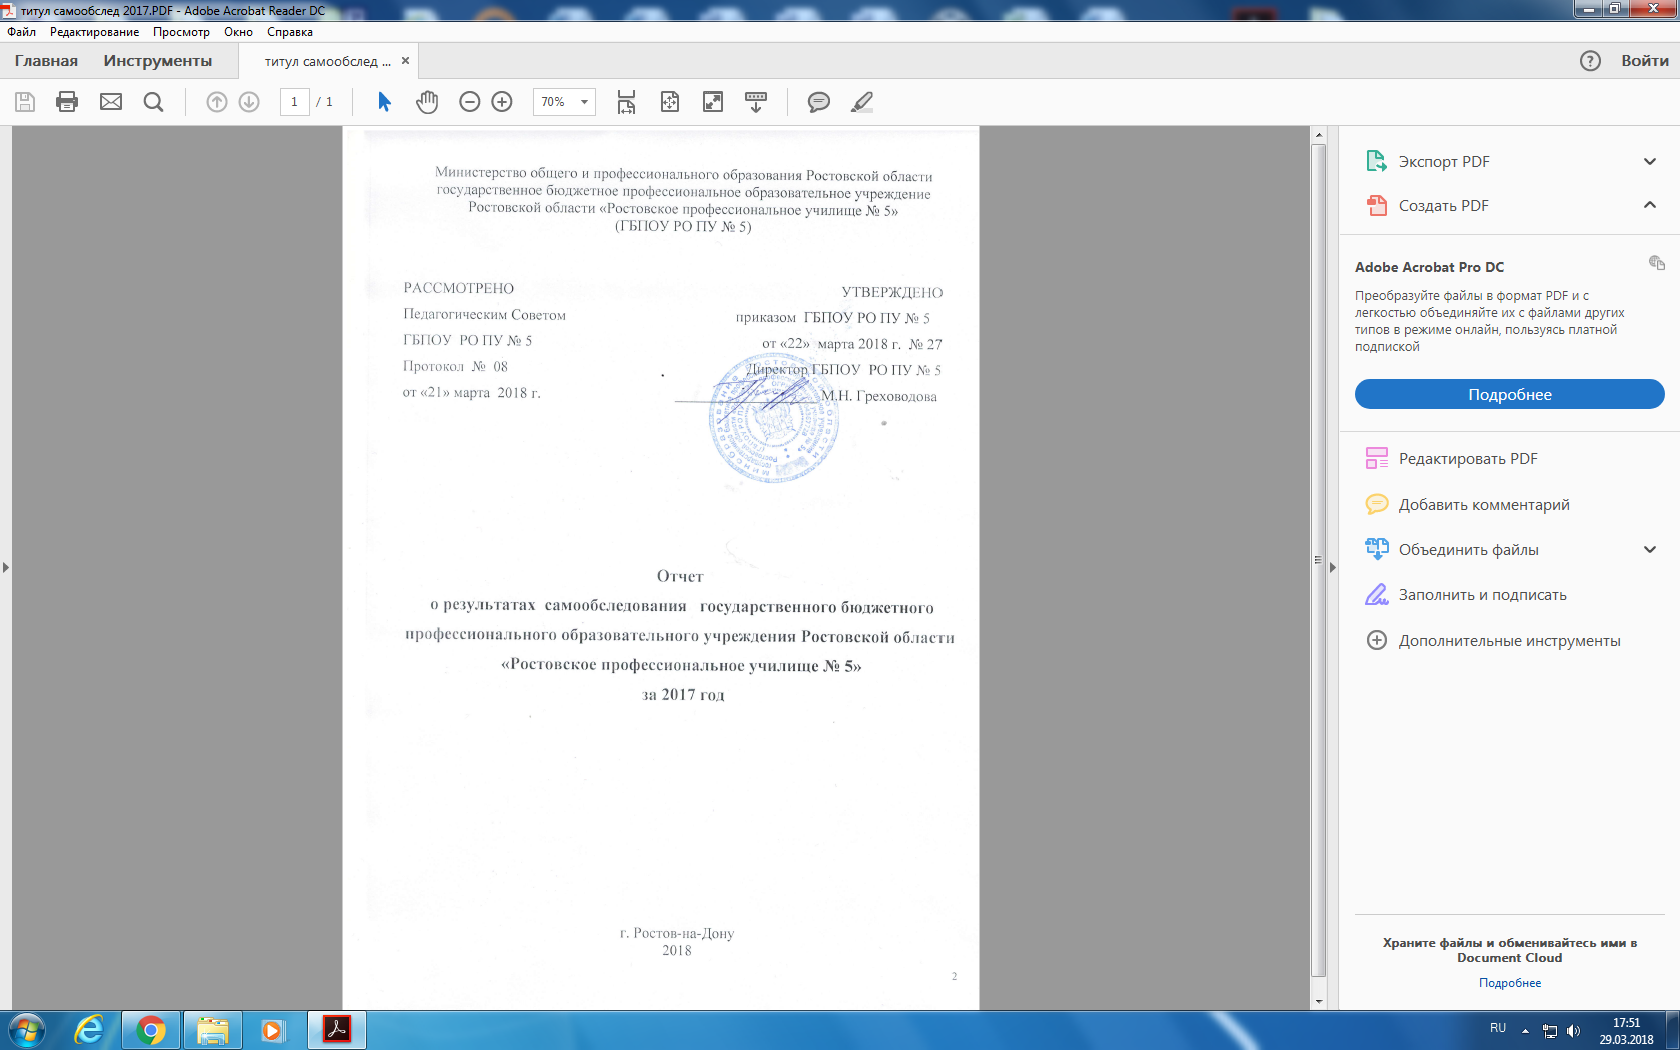 титул самообслед 2017.PDF - Adobe Acrobat Reader DC
Файл Редактирование Просмотр Окно Справка
Главная Инструменты титул самообслед ... × ? Войти
1 / 1 70%
Министерство общего и профессионального образования Ростовской области
государственное бюджетное профессиональное образовательное учреждение
Ростовской области «Ростовское профессиональное училище № 5»
(ГБПОУ РО ПУ № 5)
РАССМОТРЕНО
Педагогическим Советом
ГБПОУ РО ПУ № 5
Протокол № 08
от «21» марта 2018 г.
УТВЕРЖДЕНО
приказом ГБПОУ РО ПУ № 5
от «22» марта 2018 г. № 27
Директор ГБПОУ РО ПУ № 5
М.Н. Греховодова
Отчет
о результатах самообследования государственного бюджетного
профессионального образовательного учреждения Ростовской области
«Ростовское профессиональное училище № 5»
за 2017 год
г. Ростов-на-Дону
2018
2
Экспорт PDF
Создать PDF
Adobe Acrobat Pro DC
Преобразуйте файлы в формат PDF и с
легкостью объединяйте их с файлами других
типов в режиме онлайн, пользуясь платной
подпиской
Подробнее
Редактировать PDF
Добавить комментарий
Объединить файлы
Заполнить и подписать
Дополнительные инструменты
Храните файлы и обменивайтесь ими в
Document Cloud
Подробнее
RU
17:51
29.03.2018